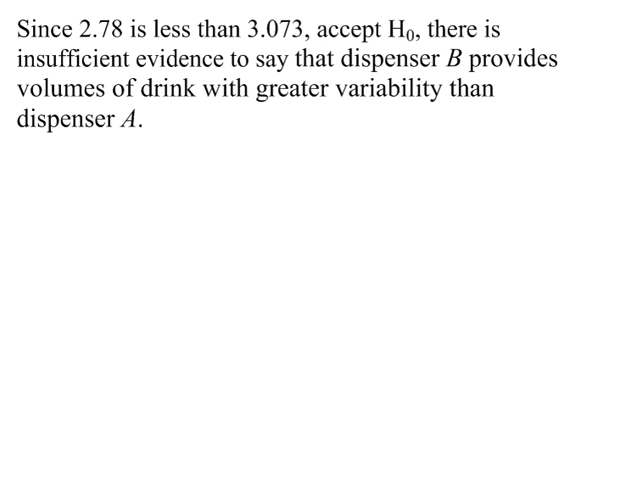 Since 2.78 is less than 3.073, accept H₀, there is
insufficient evidence to say that dispenser B provides
volumes of drink with greater variability than
dispenser A.